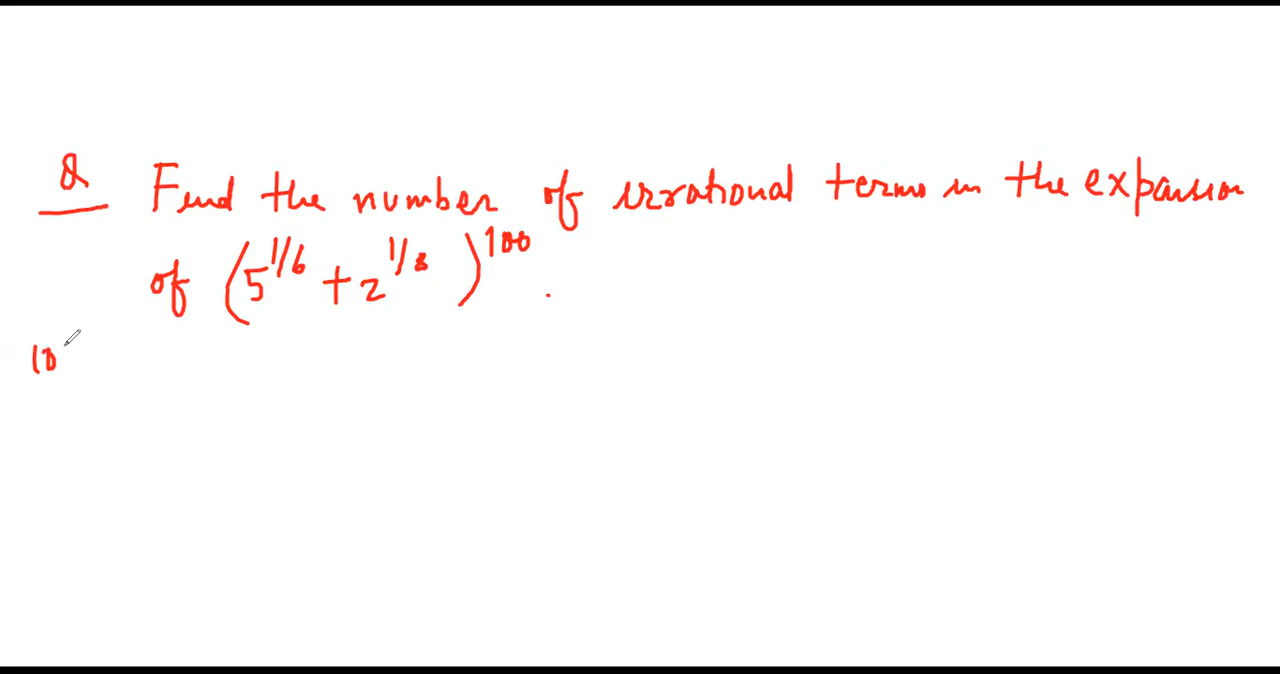 Q Find the number of irrational terms in the expansion
of (5^{1/6} + 2^{1/8})^{100}.
10